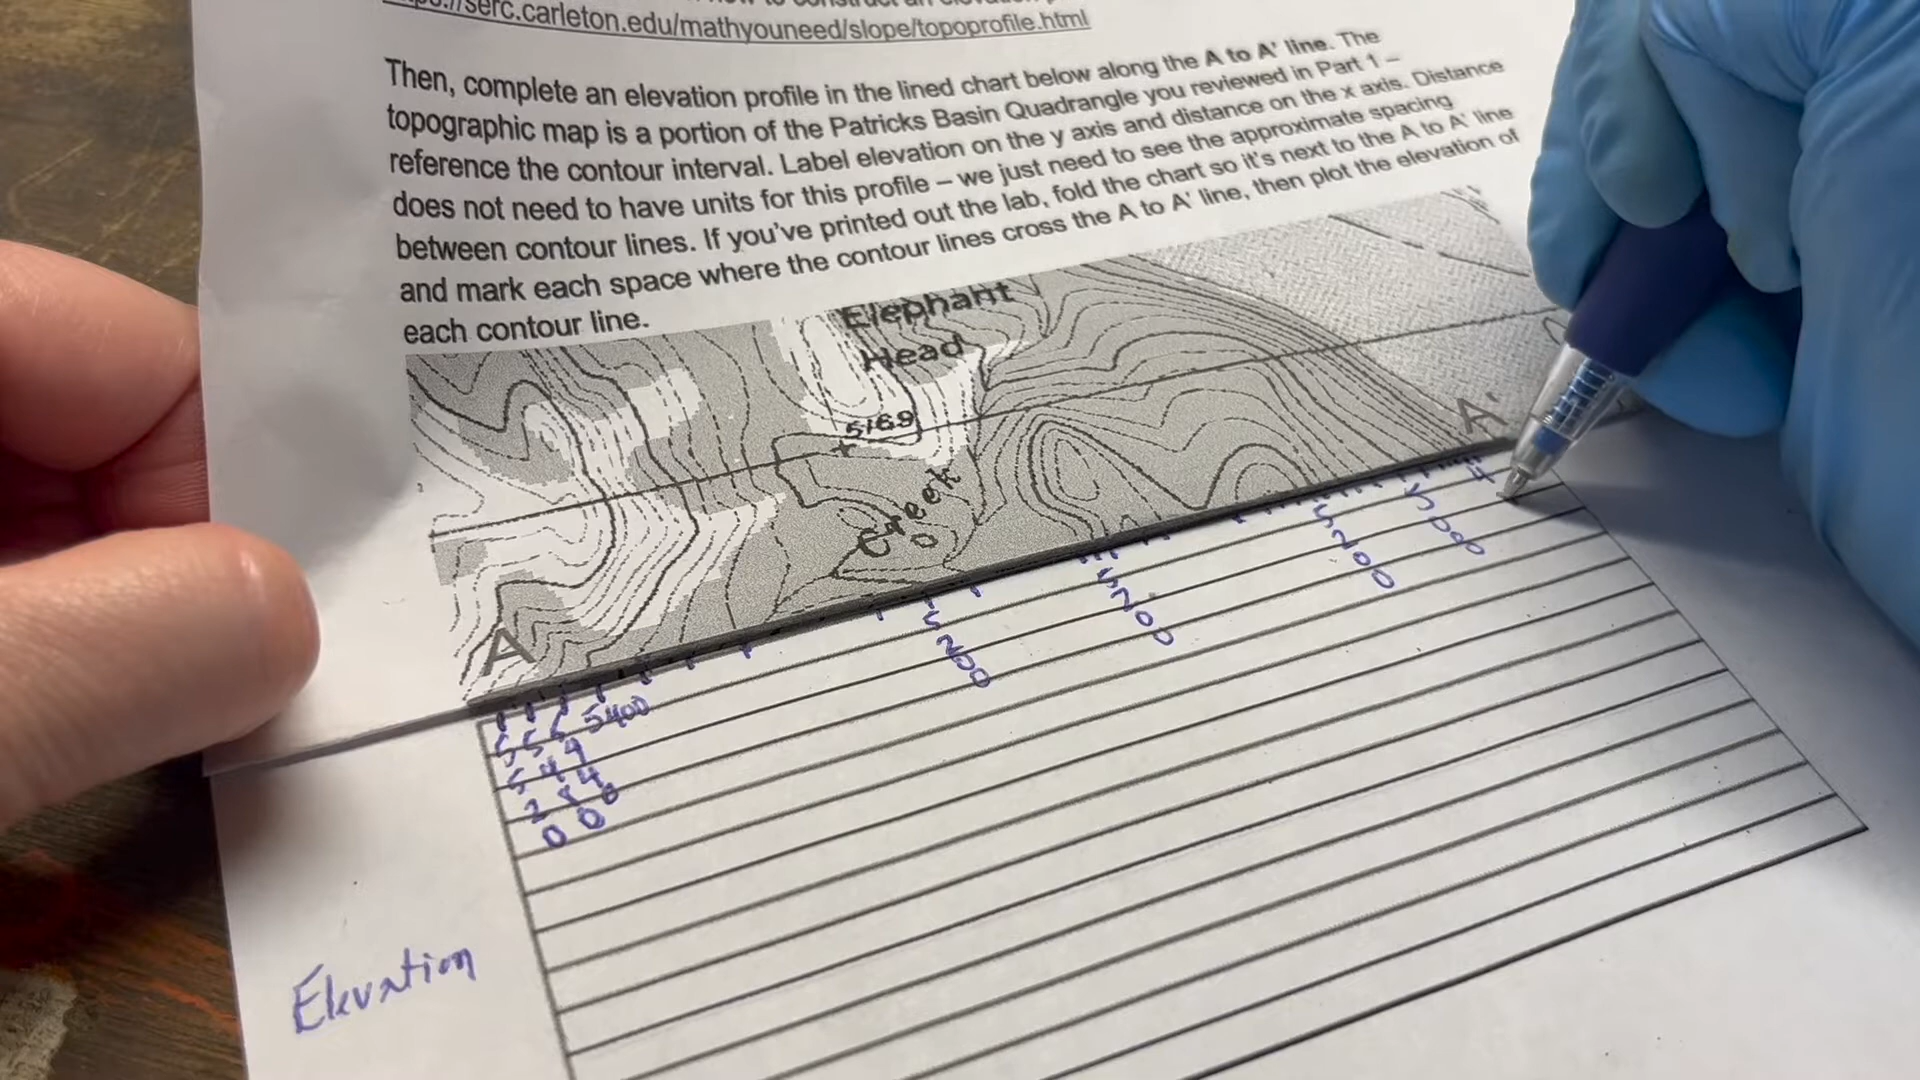 serc.carleton.edu/mathyouneed/slope/topoprofile.html
Then, complete an elevation profile in the lined chart below along the A to A' line. The
topographic map is a portion of the Patricks Basin Quadrangle you reviewed in Part 1 –
reference the contour interval. Label elevation on the y axis and distance on the x axis. Distance
does not need to have units for this profile – we just need to see the approximate spacing
between contour lines. If you've printed out the lab, fold the chart so it's next to the A to A' line
and mark each space where the contour lines cross the A to A' line, then plot the elevation of
each contour line.
Elephant
Head
5169
Creek
A'
A
5000
5200
5200
5200
5400
Elevation